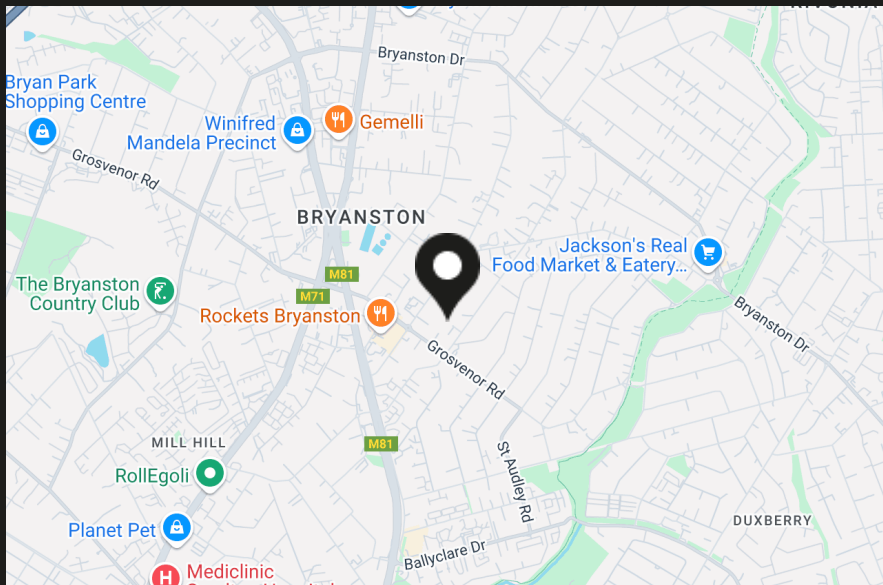 Bryanston Dr
Bryan Park
Shopping Centre
Winifred
Mandela Precinct
Gemelli
Grosvenor Rd
BRYANSTON
Jackson's Real
Food Market & Eatery...
M81
The Bryanston
Country Club
M71
Rockets Bryanston
Bryanston Dr
Grosvenor Rd
MILL HILL
M81
RollEgoli
St Audley Rd
Planet Pet
DUXBERRY
Ballyclare Dr
H
Mediclinic